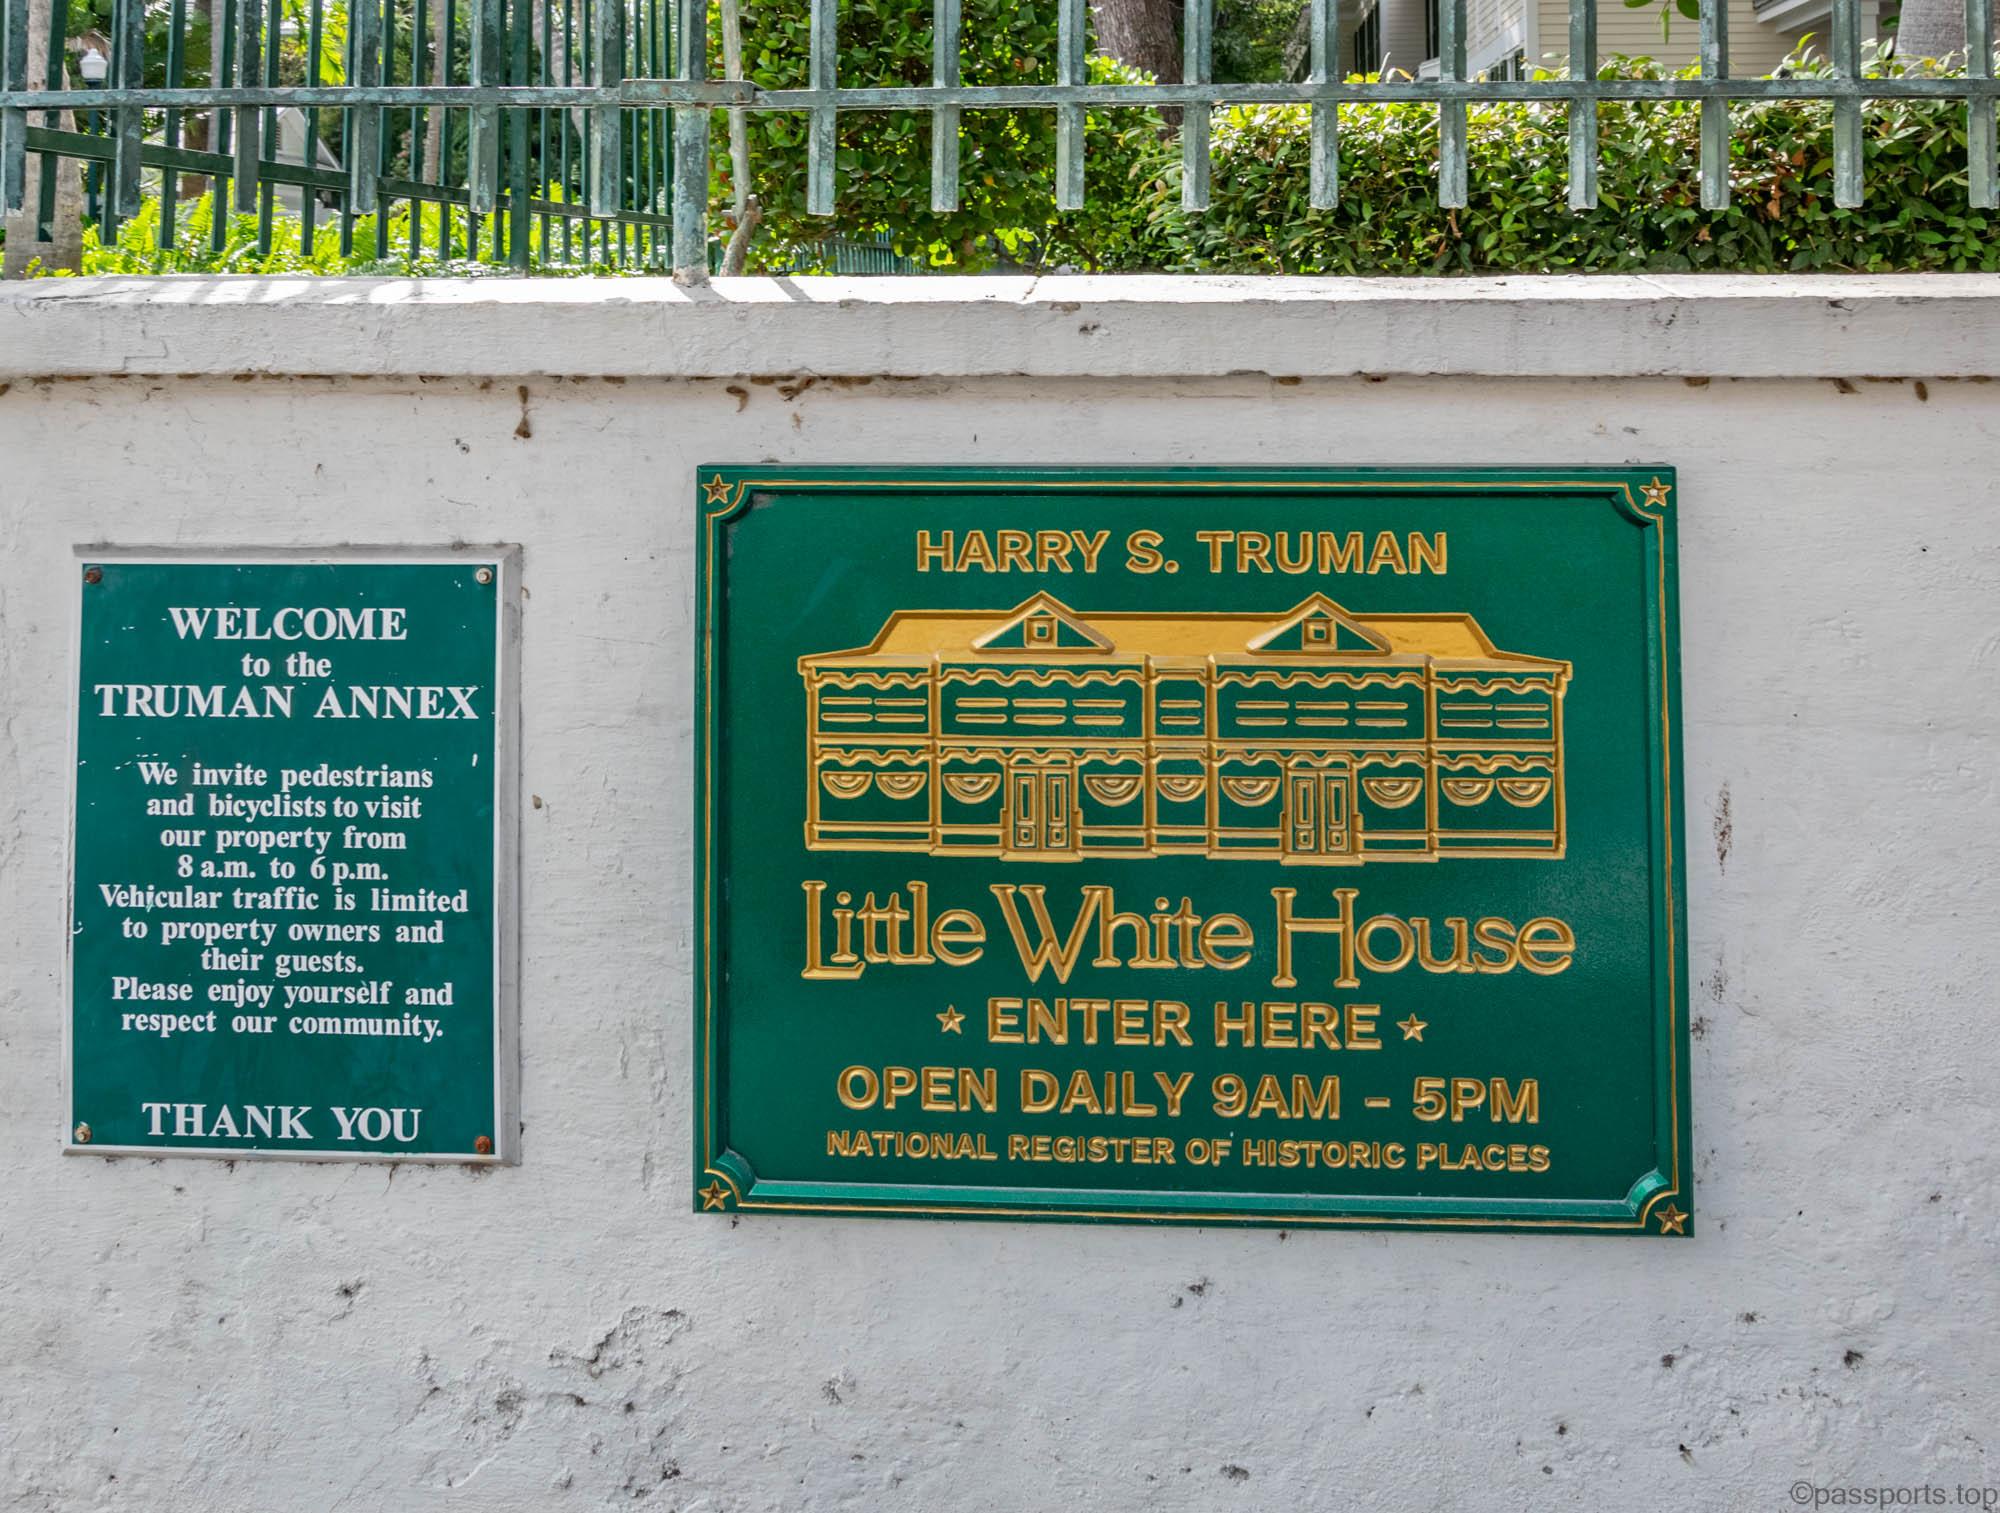 WELCOME
to the
TRUMAN ANNEX
We invite pedestrians
and bicyclists to visit
our property from
8 a.m. to 6 p.m.
Vehicular traffic is limited
to property owners and
their guests.
Please enjoy yourself and
respect our community.
THANK YOU
HARRY S. TRUMAN
Little White House
ENTER HERE
OPEN DAILY 9AM - 5PM
NATIONAL REGISTER OF HISTORIC PLACES
©passports.top